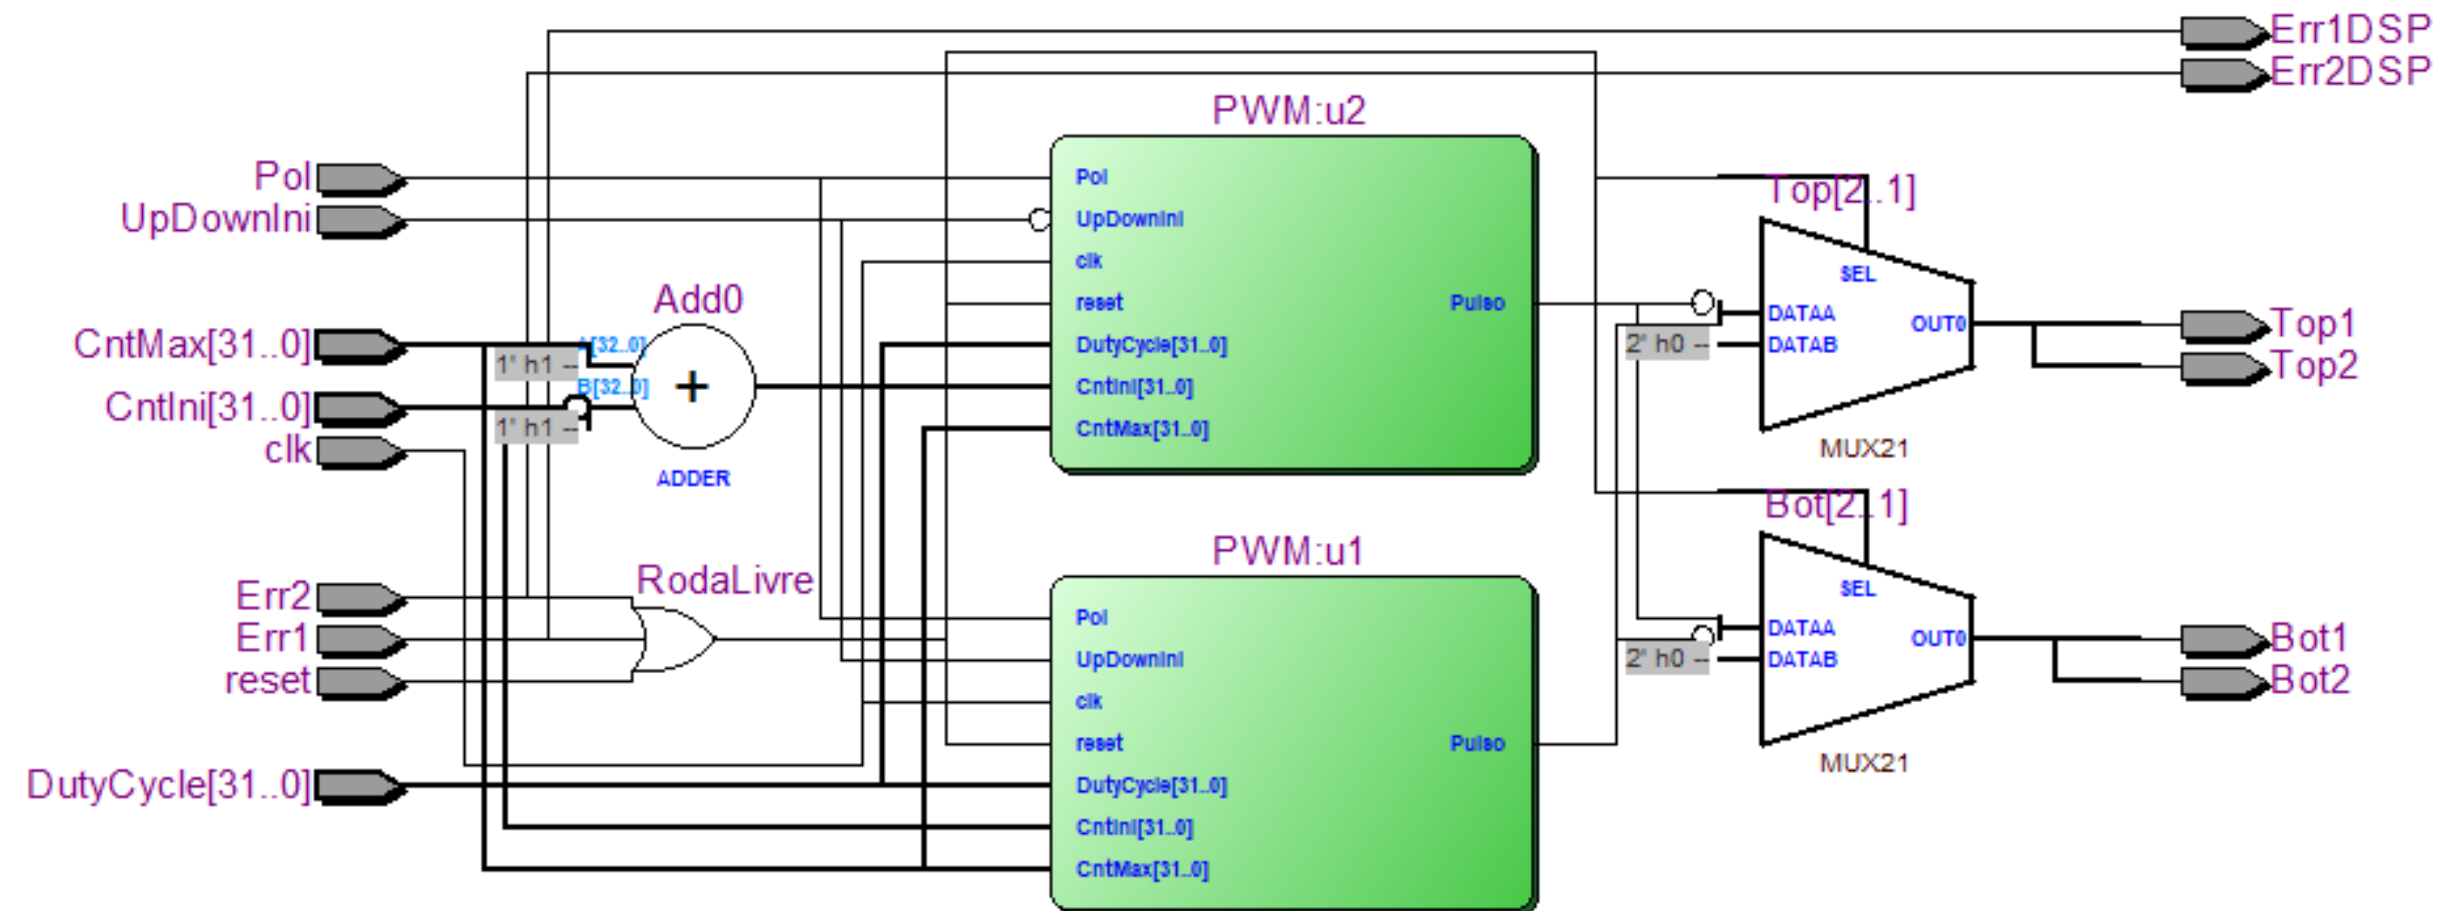 Err1DSP
Err2DSP
PWM:u2
Pol
Pol
Top[2..1]
UpDownIni
UpDownIni
clk
SEL
Add0
reset
Pulso
DATAA
OUT0
Top1
CntMax[31..0]
1' h1 --
A[32..0]
DutyCycle[31..0]
2' h0 --
DATAB
Top2
+
B[32..0]
CntIni[31..0]
CntIni[31..0]
1' h1 --
CntMax[31..0]
clk
MUX21
ADDER
Bot[2..1]
PWM:u1
Err2
RodaLivre
SEL
Pol
DATAA
Err1
OUT0
Bot1
UpDownIni
2' h0 --
DATAB
reset
Bot2
clk
reset
Pulso
MUX21
DutyCycle[31..0]
DutyCycle[31..0]
CntIni[31..0]
CntMax[31..0]